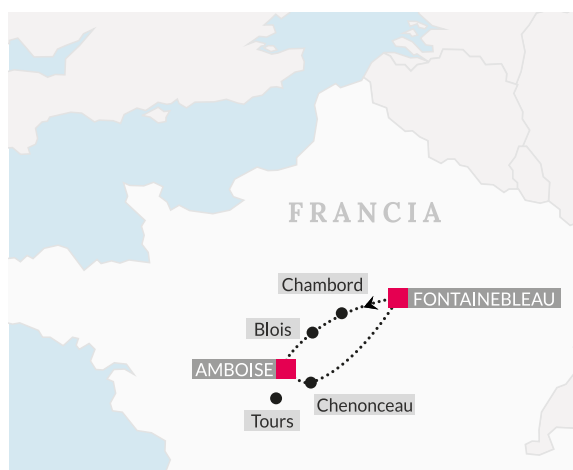 FRANCIA
Chambord
FONTAINEBLEAU
Blois
AMBOISE
Chenonceau
Tours